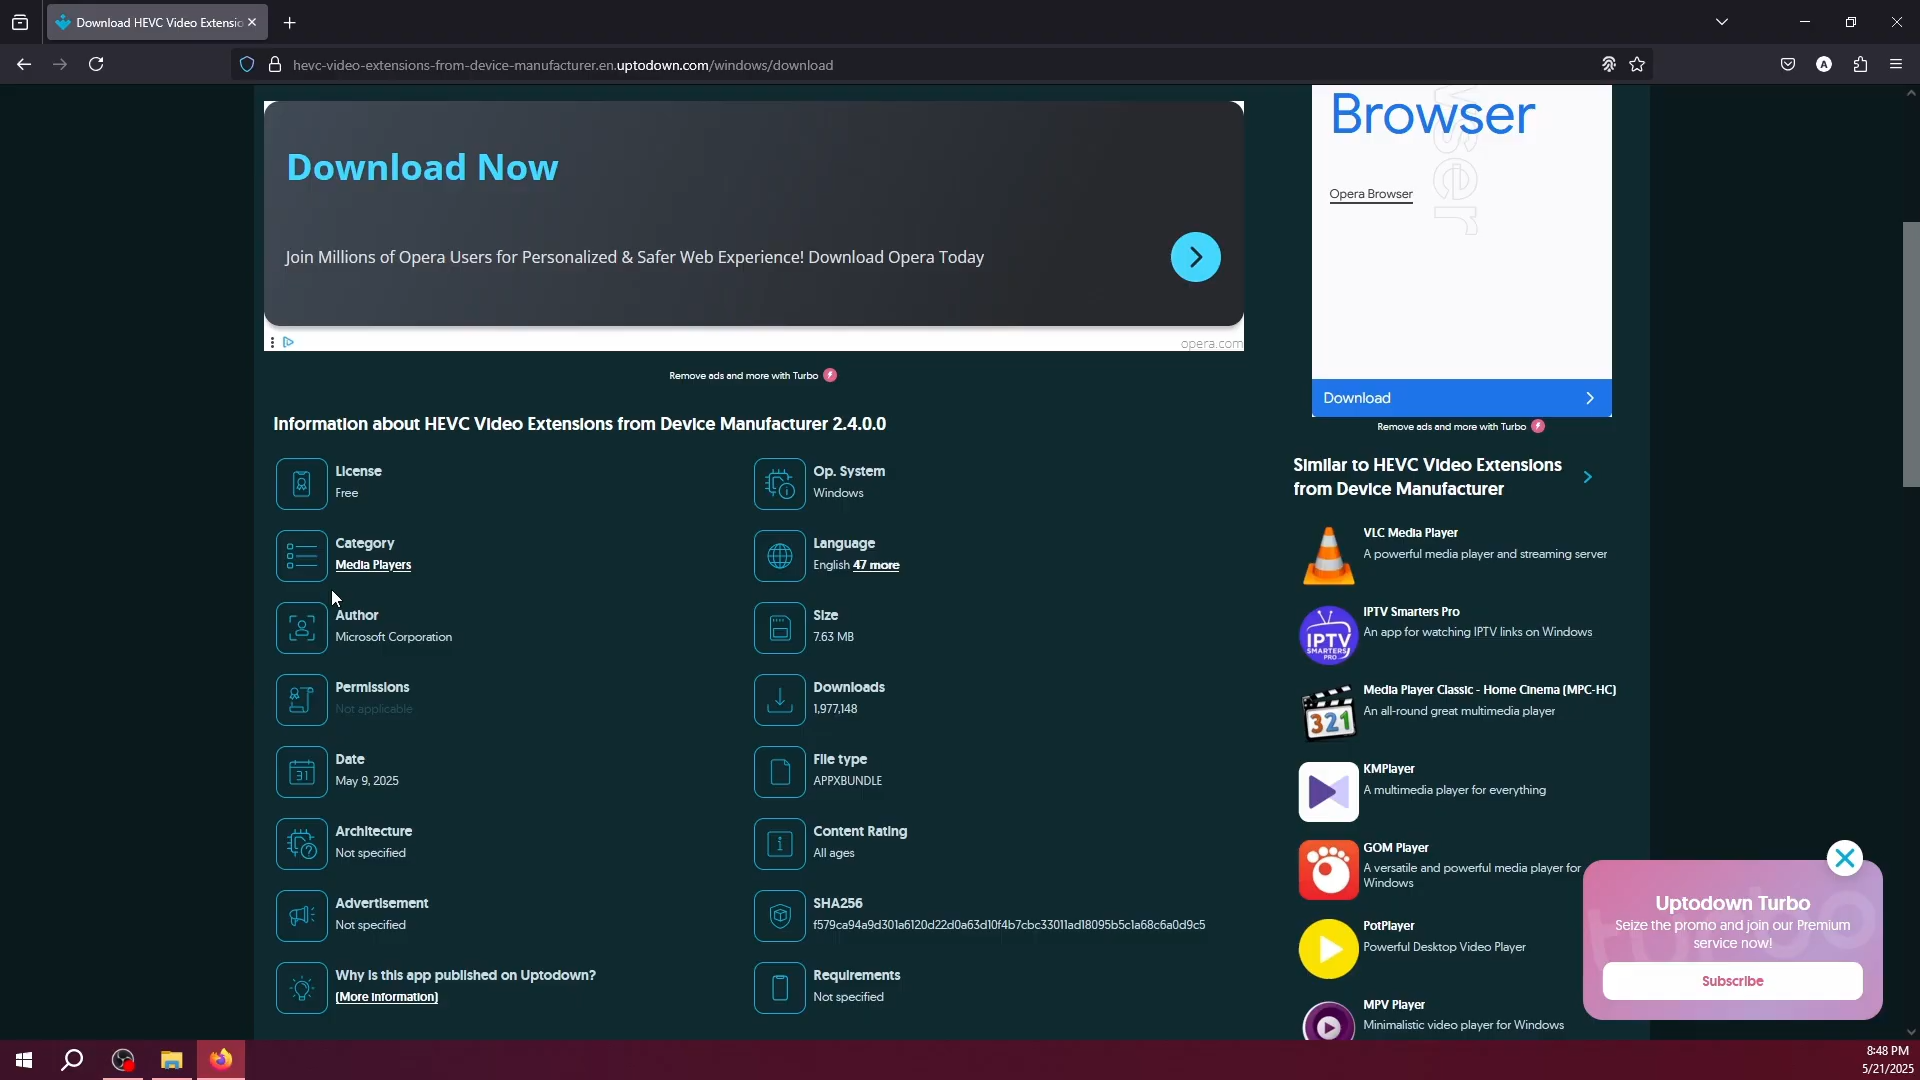 Download HEVC Video Extensio
hevc-video-extensions-from-device-manufacturer.en.uptodown.com/windows/download
A
Download Now
Join Millions of Opera Users for Personalized & Safer Web Experience! Download Opera Today
opera.com
Remove ads and more with Turbo
Browser
Opera Browser
Download
Remove ads and more with Turbo
Information about HEVC Video Extensions from Device Manufacturer 2.4.0.0
License
Free
Op. System
Windows
Category
Media Players
Language
English 47 more
Author
Microsoft Corporation
Size
7.63 MB
Permissions
Not applicable
Downloads
1,977,148
31
Date
May 9, 2025
File type
APPXBUNDLE
Architecture
Not specified
Content Rating
All ages
Advertisement
Not specified
SHA256
f579ca94a9d301a6120d22d0a63d10f4b7cbc33011ad18095b5c1a68c6a0d9c5
Why is this app published on Uptodown?
(More information)
Requirements
Not specified
Similar to HEVC Video Extensions
from Device Manufacturer
VLC Media Player
A powerful media player and streaming server
IPTV
SMARTERS
PRO
IPTV Smarters Pro
An app for watching IPTV links on Windows
321
Media Player Classic - Home Cinema (MPC-HC)
An all-round great multimedia player
KMPlayer
A multimedia player for everything
GOM Player
A versatile and powerful media player for
Windows
PotPlayer
Powerful Desktop Video Player
MPV Player
Minimalistic video player for Windows
Uptodown Turbo
Seize the promo and join our Premium
service now!
Subscribe
8:48 PM
5/21/2025